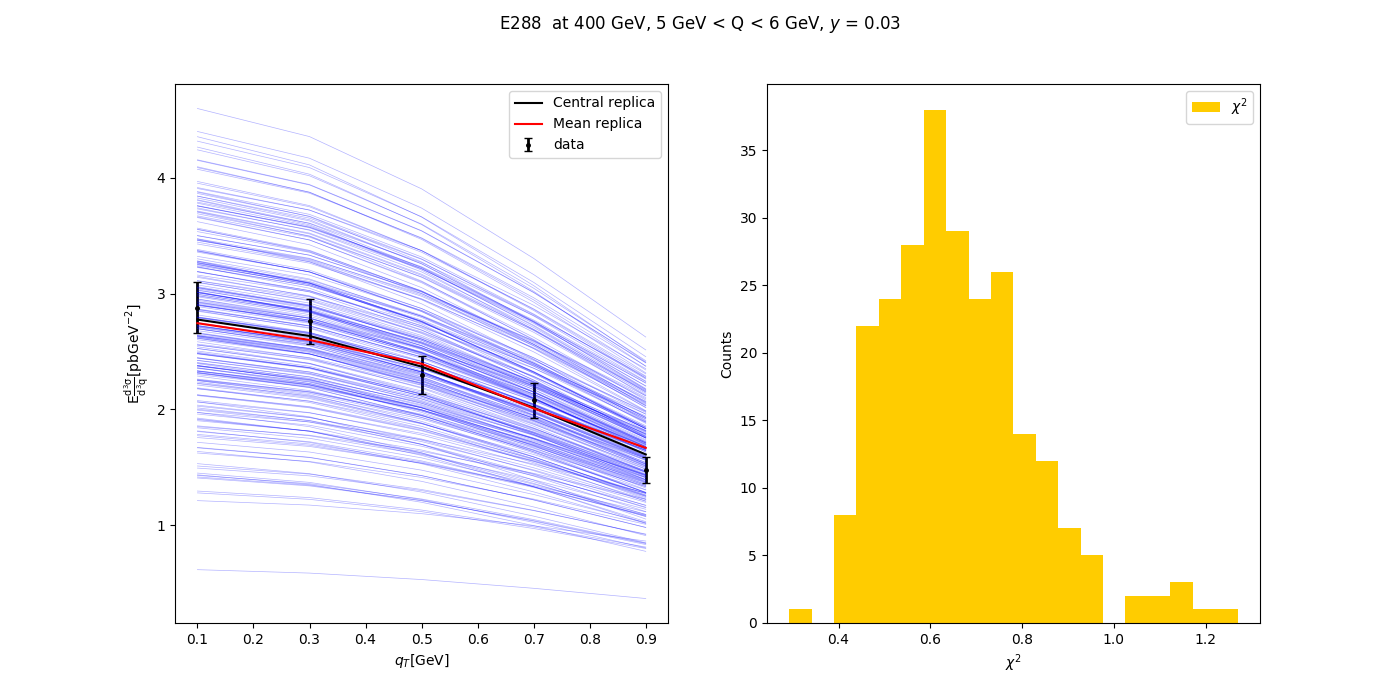 E288 at 400 GeV, 5 GeV < Q < 6 GeV, y = 0.03
Central replica
Mean replica
data
4
3
2
1
E d³σ/d³q [pbGeV⁻²]
0.1 0.2 0.3 0.4 0.5 0.6 0.7 0.8 0.9
q_T[GeV]
χ²
35
30
25
20
15
10
5
0
Counts
0.4 0.6 0.8 1.0 1.2
χ²